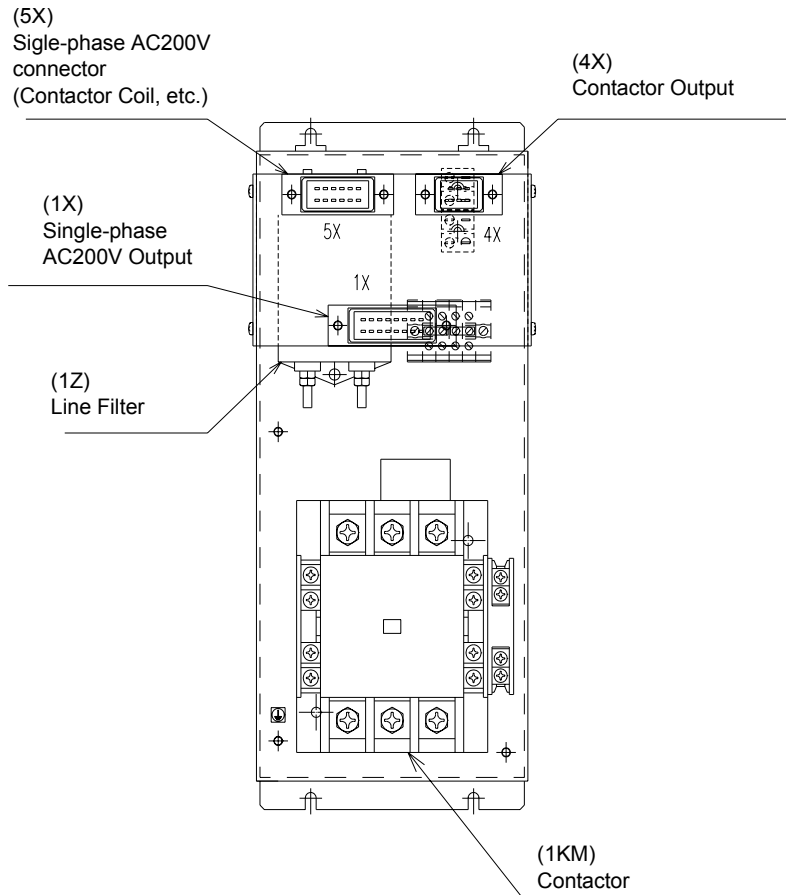 (5X)
Sigle-phase AC200V
connector
(Contactor Coil, etc.)
(4X)
Contactor Output
(1X)
Single-phase
AC200V Output
5X
4X
1X
(1Z)
Line Filter
(1KM)
Contactor